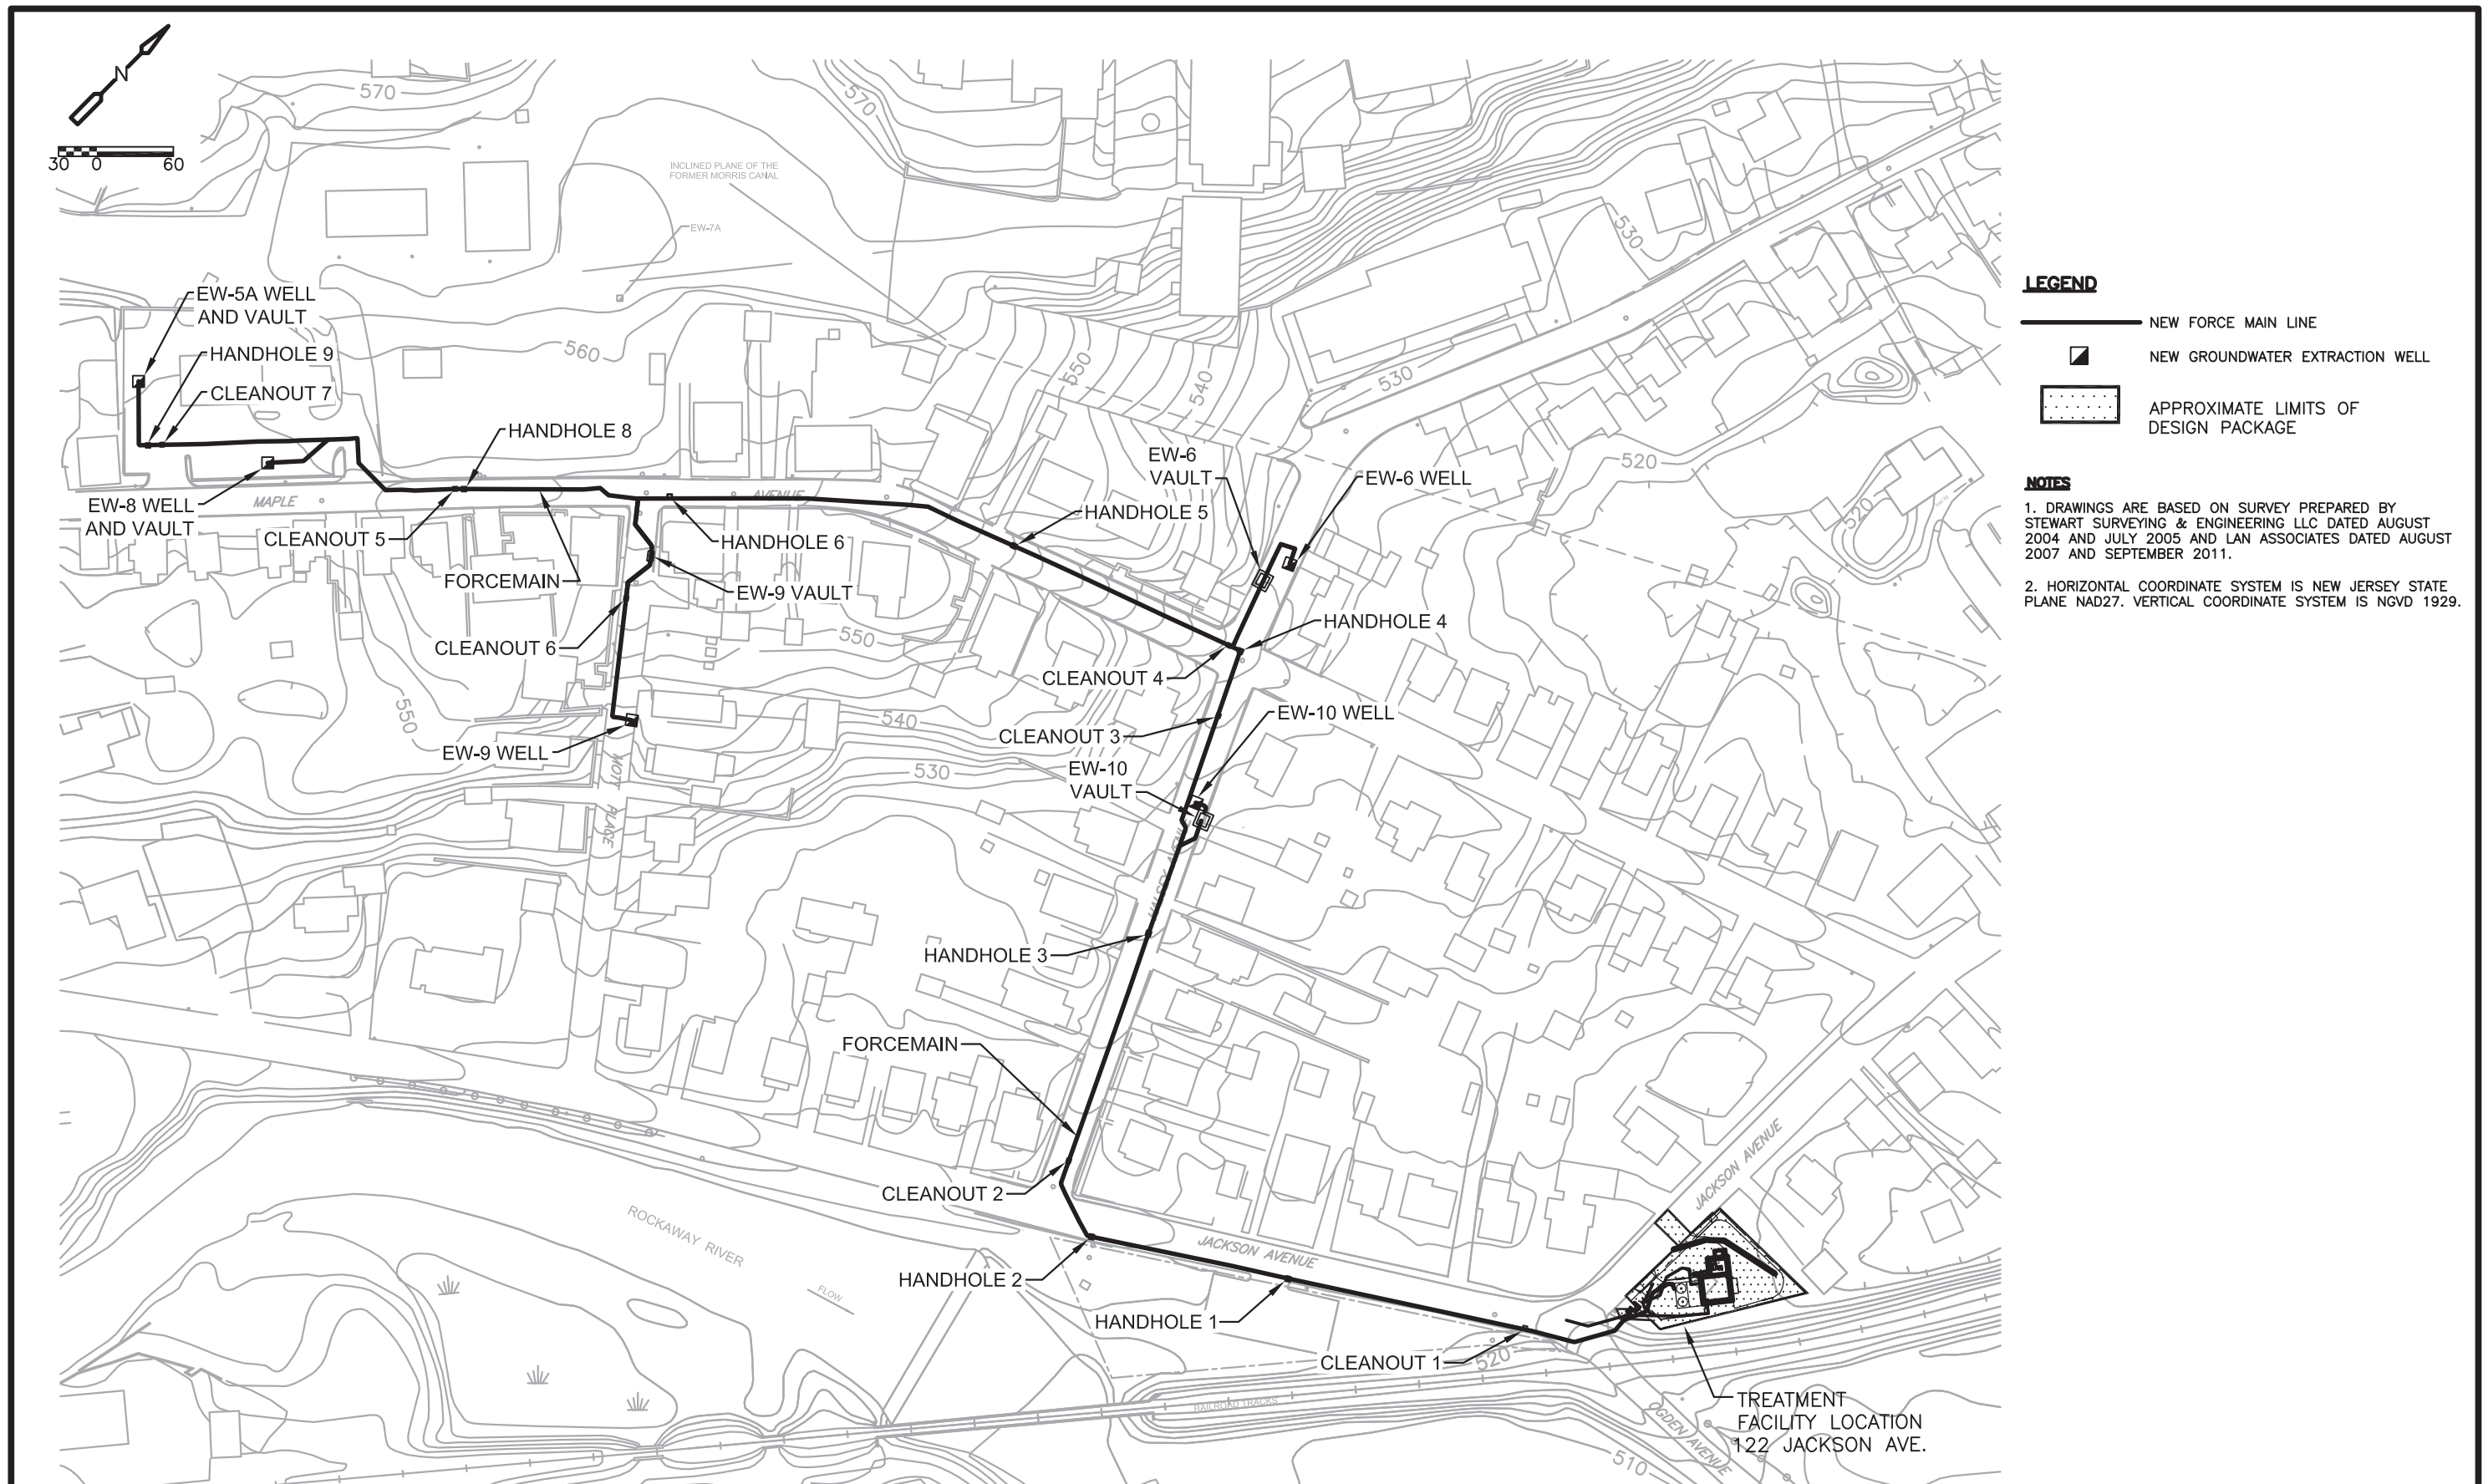 N
30 0 60
570
570
INCLINED PLANE OF THE
FORMER MORRIS CANAL
EW-7A
530
EW-5A WELL
AND VAULT
HANDHOLE 9
CLEANOUT 7
560
550
540
530
HANDHOLE 8
EW-8 WELL
AND VAULT
MAPLE
AVENUE
CLEANOUT 5
FORCEMAIN
HANDHOLE 6
HANDHOLE 5
EW-6
VAULT
EW-6 WELL
520
520
EW-9 VAULT
CLEANOUT 6
550
HANDHOLE 4
CLEANOUT 4
550
540
EW-9 WELL
MOTT PLACE
530
CLEANOUT 3
EW-10 WELL
EW-10
VAULT
HANDHOLE 3
FORCEMAIN
CLEANOUT 2
ROCKAWAY RIVER
FLOW
HANDHOLE 2
JACKSON AVENUE
JACKSON AVENUE
HANDHOLE 1
CLEANOUT 1
520
RAILROAD TRACKS
OGDEN AVENUE
510
TREATMENT
FACILITY LOCATION
122 JACKSON AVE.
LEGEND
NEW FORCE MAIN LINE
NEW GROUNDWATER EXTRACTION WELL
APPROXIMATE LIMITS OF
DESIGN PACKAGE
NOTES
1. DRAWINGS ARE BASED ON SURVEY PREPARED BY
STEWART SURVEYING & ENGINEERING LLC DATED AUGUST
2004 AND JULY 2005 AND LAN ASSOCIATES DATED AUGUST
2007 AND SEPTEMBER 2011.
2. HORIZONTAL COORDINATE SYSTEM IS NEW JERSEY STATE
PLANE NAD27. VERTICAL COORDINATE SYSTEM IS NGVD 1929.